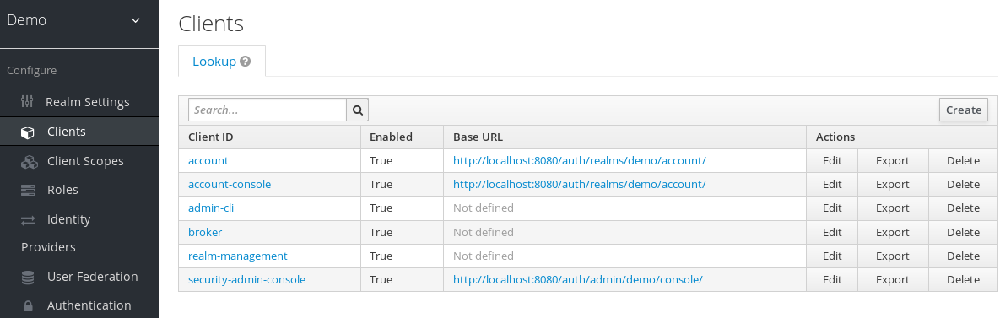 Demo
Configure
Realm Settings
Clients
Client Scopes
Roles
Identity
Providers
User Federation
Authentication
Clients
Lookup ?
Search...
Create
Client ID Enabled Base URL Actions
account True http://localhost:8080/auth/realms/demo/account/ Edit Export Delete
account-console True http://localhost:8080/auth/realms/demo/account/ Edit Export Delete
admin-cli True Not defined Edit Export Delete
broker True Not defined Edit Export Delete
realm-management True Not defined Edit Export Delete
security-admin-console True http://localhost:8080/auth/admin/demo/console/ Edit Export Delete